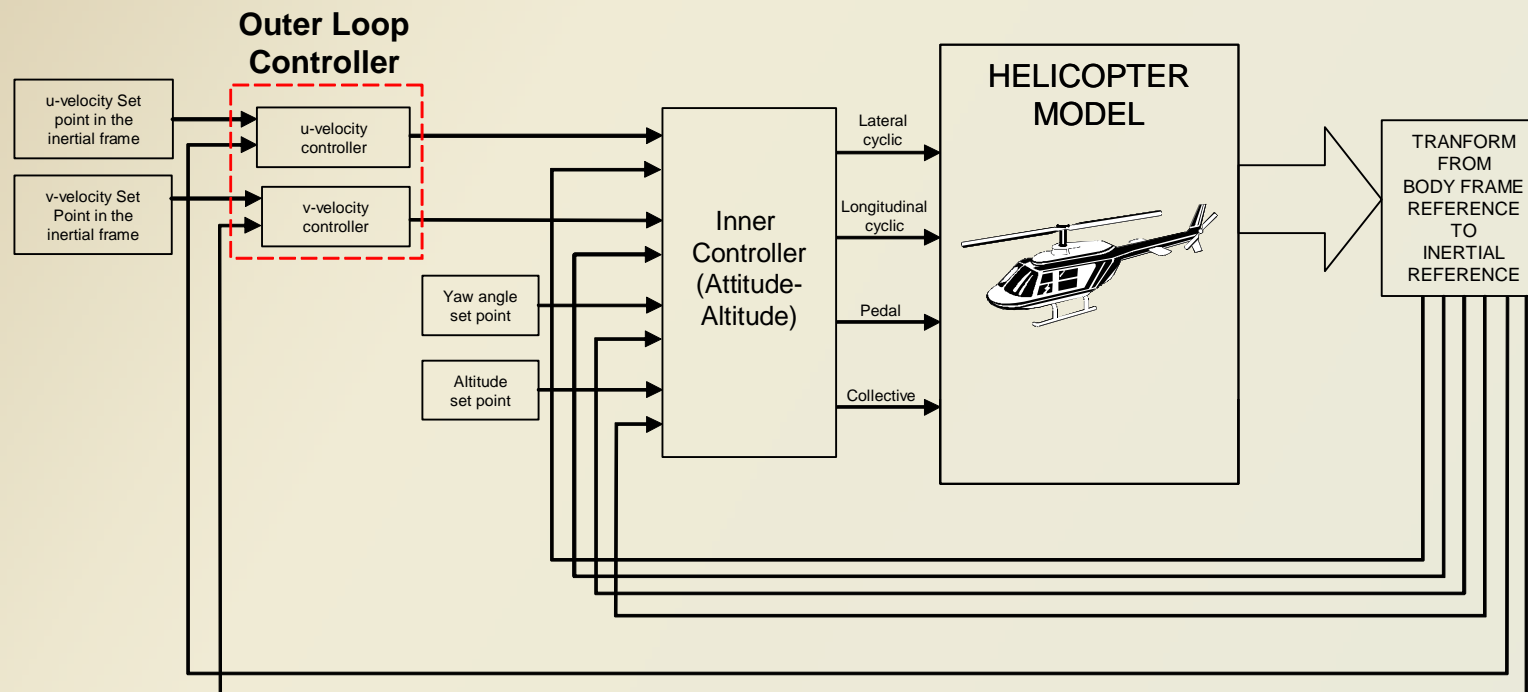 Outer Loop
Controller
u-velocity Set
point in the
inertial frame
v-velocity Set
Point in the
inertial frame
u-velocity
controller
v-velocity
controller
Yaw angle
set point
Altitude
set point
Inner
Controller
(Attitude-
Altitude)
Lateral
cyclic
Longitudinal
cyclic
Pedal
Collective
HELICOPTER
MODEL
TRANFORM
FROM
BODY FRAME
REFERENCE
TO
INERTIAL
REFERENCE